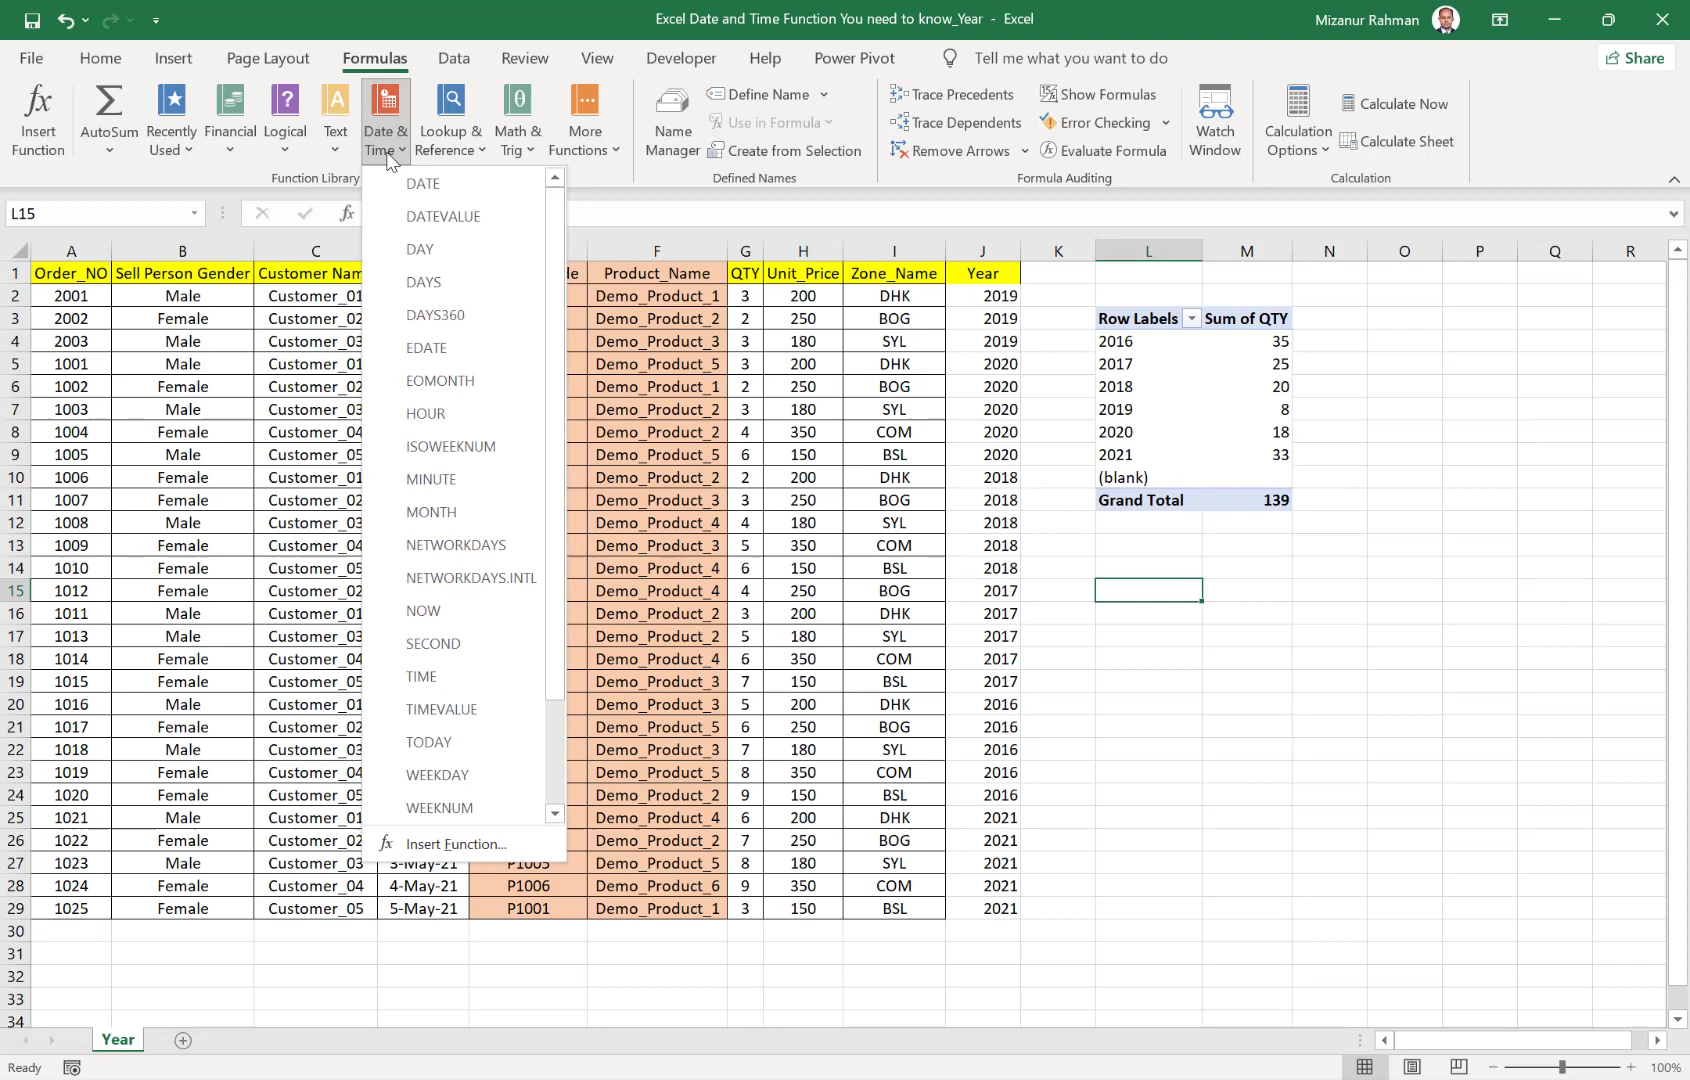 Excel Date and Time Function You need to know_Year - Excel
Mizanur Rahman
File Home Insert Page Layout Formulas Data Review View Developer Help Power Pivot Tell me what you want to do Share
fx Insert Function
AutoSum
Recently Used
Financial
Logical
Text
Date & Time
Lookup & Reference
Math & Trig
More Functions
Function Library
Name Manager
Define Name
Use in Formula
Create from Selection
Defined Names
Trace Precedents
Trace Dependents
Remove Arrows
Show Formulas
Error Checking
Evaluate Formula
Formula Auditing
Watch Window
Calculation Options
Calculate Now
Calculate Sheet
Calculation
L15 fx
DATE
DATEVALUE
DAY
DAYS
DAYS360
EDATE
EOMONTH
HOUR
ISOWEEKNUM
MINUTE
MONTH
NETWORKDAYS
NETWORKDAYS.INTL
NOW
SECOND
TIME
TIMEVALUE
TODAY
WEEKDAY
WEEKNUM
fx Insert Function...
A B C F G H I J K L M N O P Q R
1 Order_NO Sell Person Gender Customer Nam de Product_Name QTY Unit_Price Zone_Name Year
2 2001 Male Customer_01 Demo_Product_1 3 200 DHK 2019
3 2002 Female Customer_02 Demo_Product_2 2 250 BOG 2019 Row Labels Sum of QTY
4 2003 Male Customer_03 Demo_Product_3 3 180 SYL 2019 2016 35
5 1001 Male Customer_01 Demo_Product_5 3 200 DHK 2020 2017 25
6 1002 Female Customer_02 Demo_Product_1 2 250 BOG 2020 2018 20
7 1003 Male Customer_03 Demo_Product_2 3 180 SYL 2020 2019 8
8 1004 Female Customer_04 Demo_Product_2 4 350 COM 2020 2020 18
9 1005 Male Customer_05 Demo_Product_5 6 150 BSL 2020 2021 33
10 1006 Female Customer_01 Demo_Product_2 2 200 DHK 2018 (blank)
11 1007 Female Customer_02 Demo_Product_3 3 250 BOG 2018 Grand Total 139
12 1008 Male Customer_03 Demo_Product_4 4 180 SYL 2018
13 1009 Female Customer_04 Demo_Product_3 5 350 COM 2018
14 1010 Female Customer_05 Demo_Product_4 6 150 BSL 2018
15 1012 Female Customer_02 Demo_Product_4 4 250 BOG 2017
16 1011 Male Customer_01 Demo_Product_2 3 200 DHK 2017
17 1013 Male Customer_03 Demo_Product_2 5 180 SYL 2017
18 1014 Female Customer_04 Demo_Product_4 6 350 COM 2017
19 1015 Female Customer_05 Demo_Product_3 7 150 BSL 2017
20 1016 Male Customer_01 Demo_Product_3 5 200 DHK 2016
21 1017 Female Customer_02 Demo_Product_5 6 250 BOG 2016
22 1018 Male Customer_03 Demo_Product_3 7 180 SYL 2016
23 1019 Female Customer_04 Demo_Product_5 8 350 COM 2016
24 1020 Female Customer_05 Demo_Product_2 9 150 BSL 2016
25 1021 Male Customer_01 Demo_Product_4 6 200 DHK 2021
26 1022 Female Customer_02 Demo_Product_2 7 250 BOG 2021
27 1023 Male Customer_03 3-May-21 P1005 Demo_Product_5 8 180 SYL 2021
28 1024 Female Customer_04 4-May-21 P1006 Demo_Product_6 9 350 COM 2021
29 1025 Female Customer_05 5-May-21 P1001 Demo_Product_1 3 150 BSL 2021
30
31
32
33
34
Year
Ready 100%